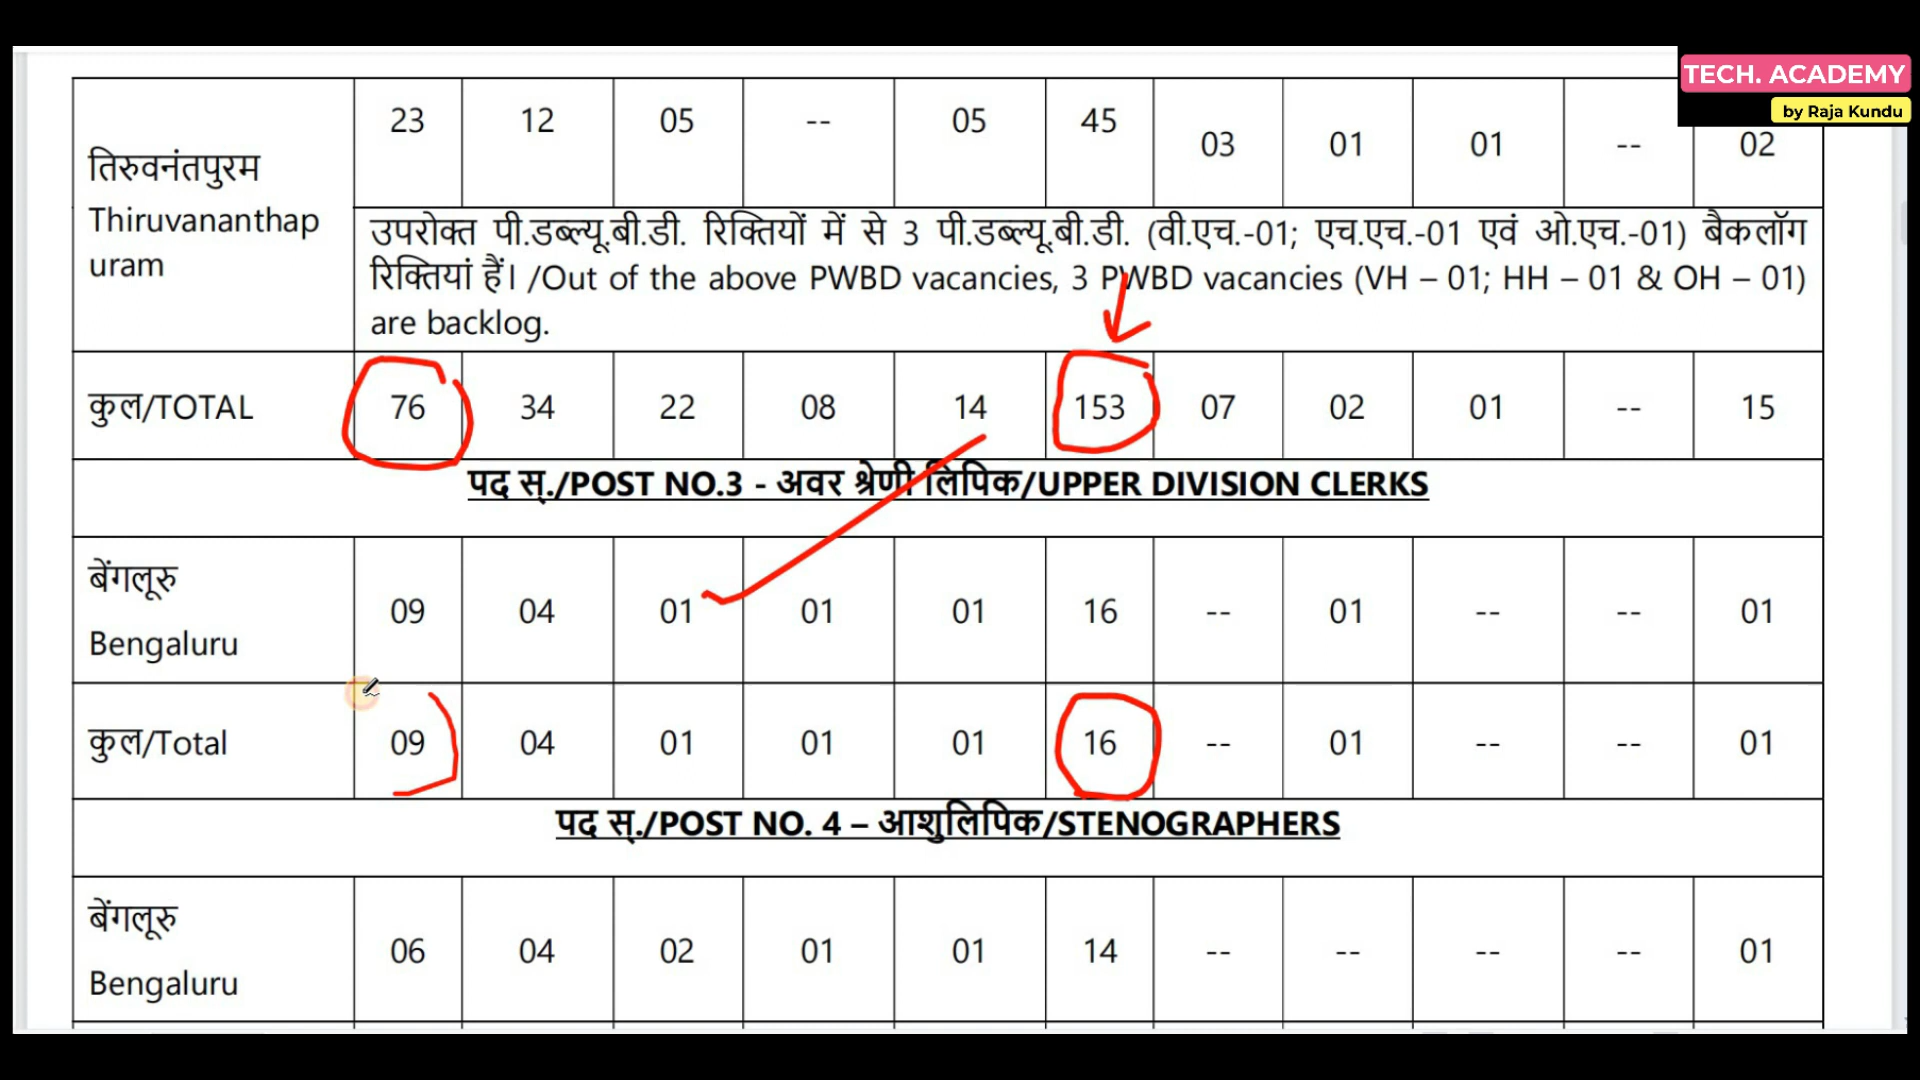 TECH. ACADEMY
by Raja Kundu
23 12 05 -- 05 45 03 01 01 -- 02
तिरुवनंतपुरम
Thiruvananthap
uram
उपरोक्त पी.डब्ल्यू.बी.डी. रिक्तियों में से 3 पी.डब्ल्यू.बी.डी. (वी.एच.-01; एच.एच.-01 एवं ओ.एच.-01) बैकलॉग
रिक्तियां हैं। /Out of the above PWBD vacancies, 3 PWBD vacancies (VH – 01; HH – 01 & OH – 01)
are backlog.
कुल/TOTAL 76 34 22 08 14 153 07 02 01 -- 15
पद स्./POST NO.3 - अवर श्रेणी लिपिक/UPPER DIVISION CLERKS
बेंगलूरु
Bengaluru
09 04 01 01 01 16 -- 01 -- -- 01
कुल/Total 09 04 01 01 01 16 -- 01 -- -- 01
पद स्./POST NO. 4 – आशुलिपिक/STENOGRAPHERS
बेंगलूरु
Bengaluru
06 04 02 01 01 14 -- -- -- -- 01